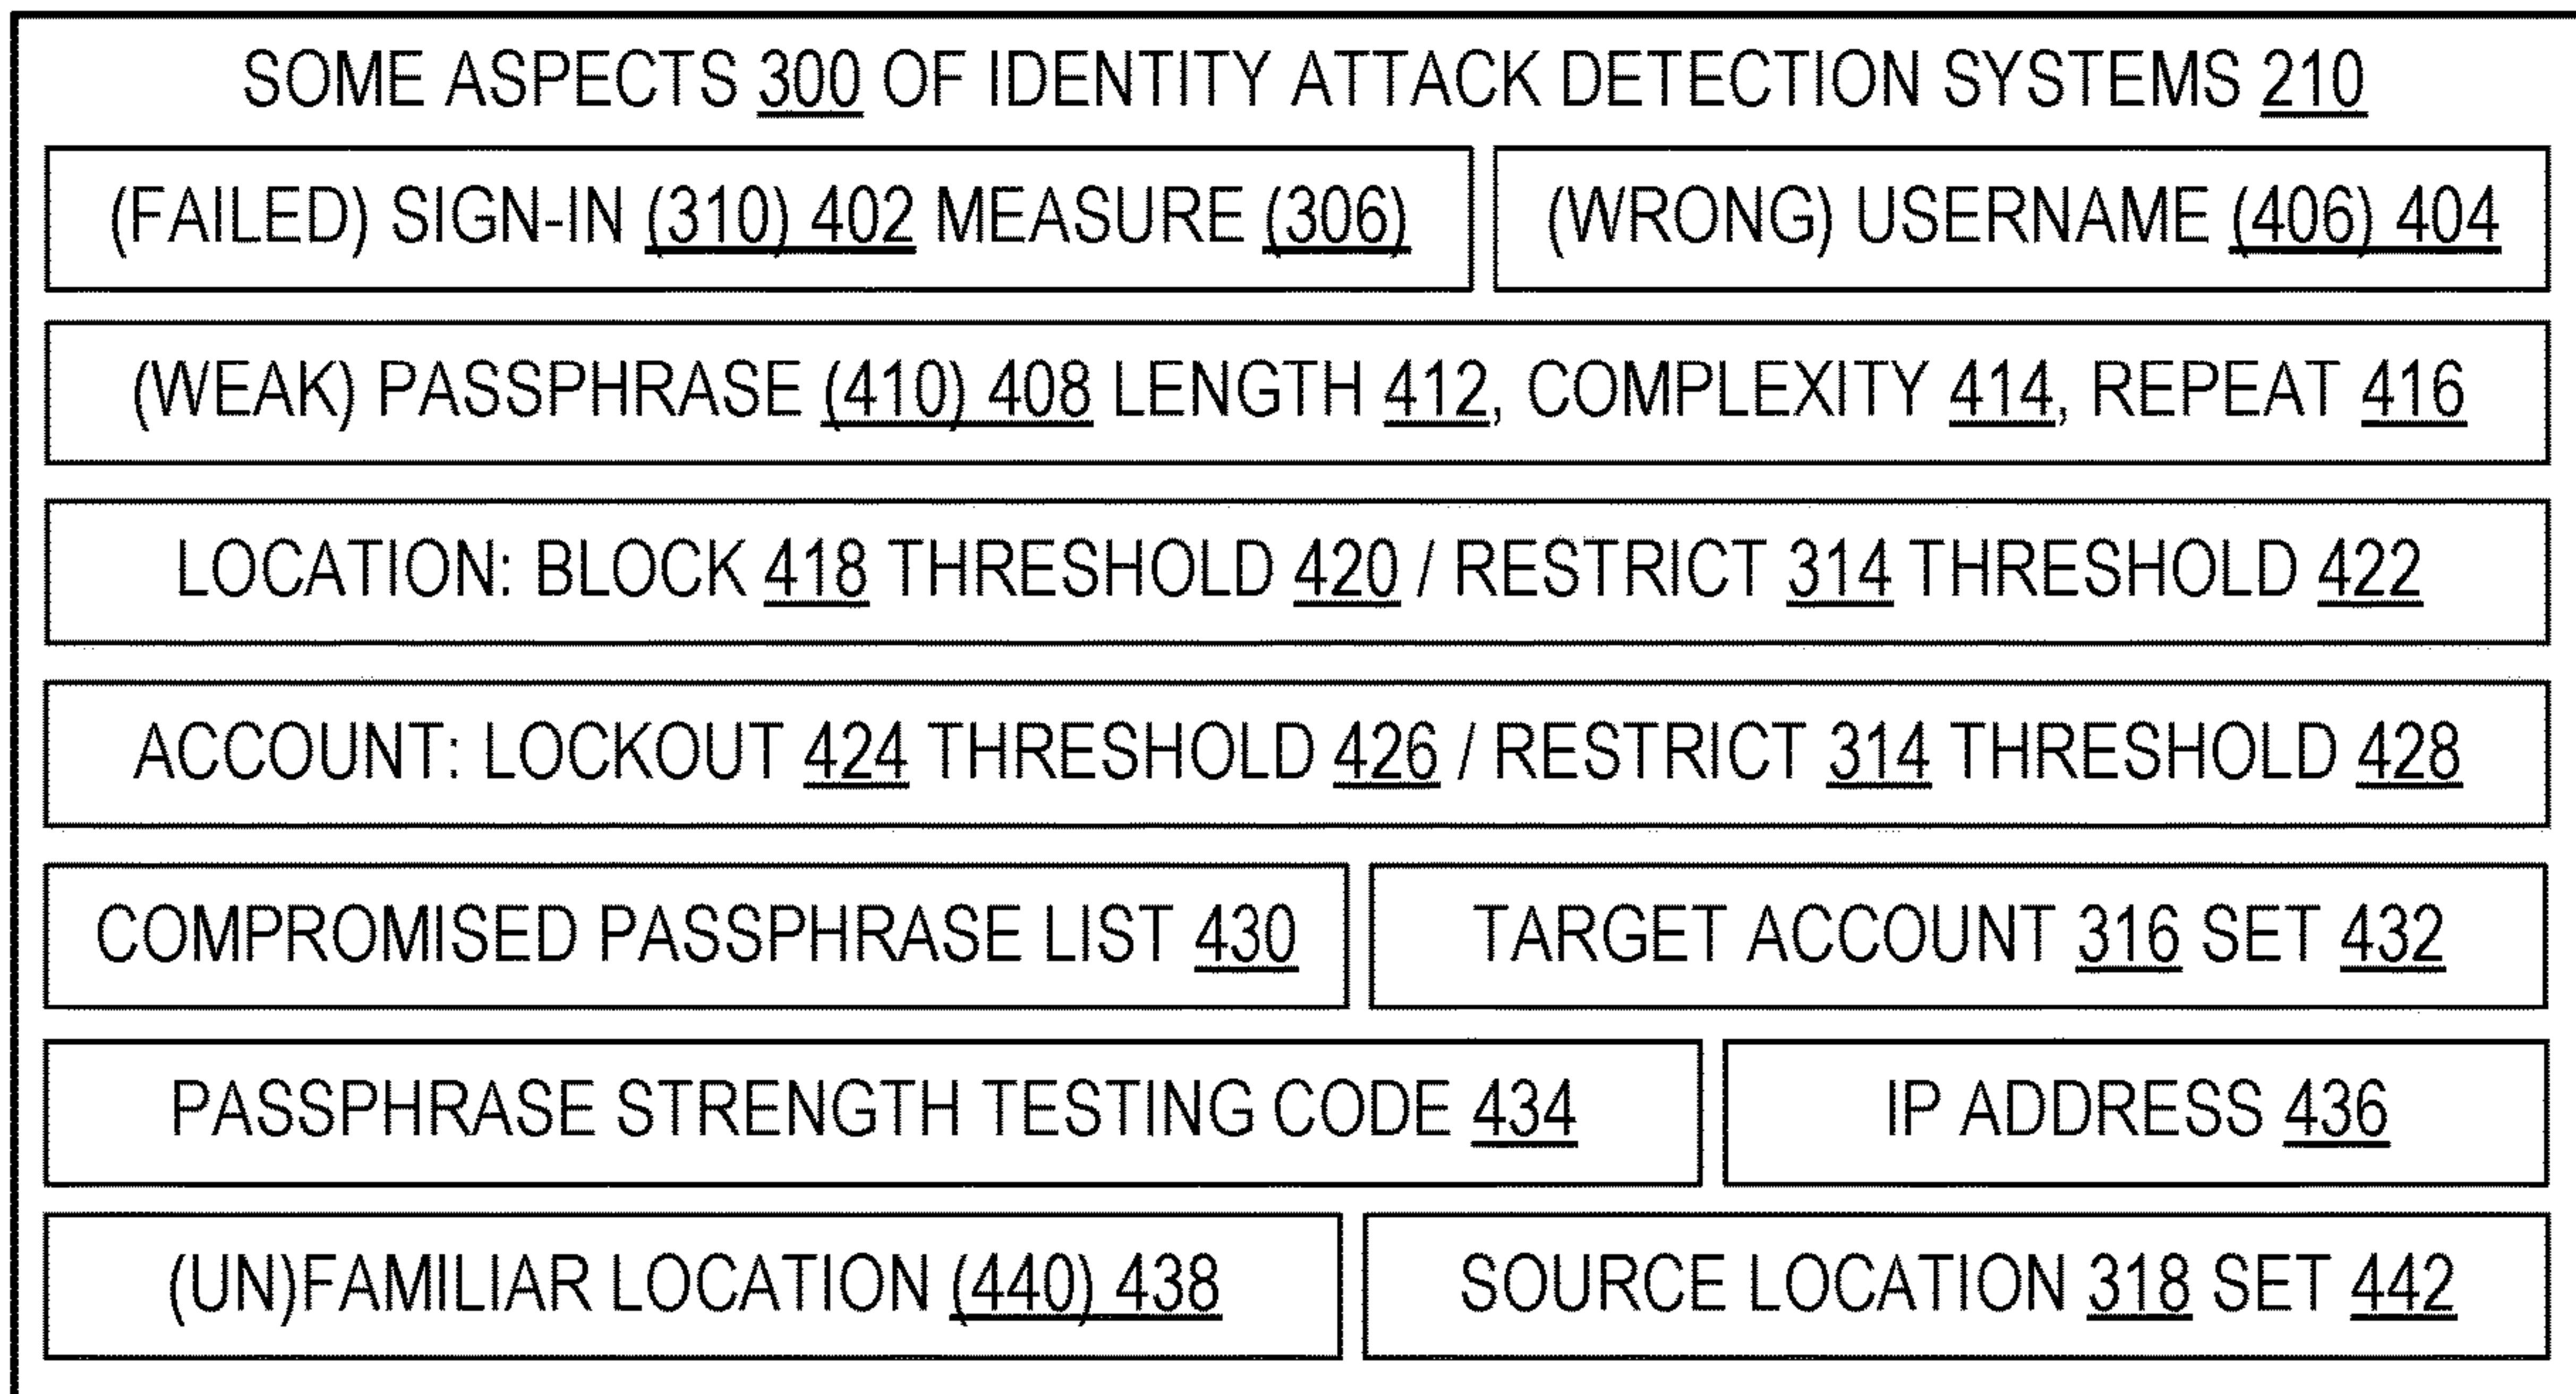 SOME ASPECTS 300 OF IDENTITY ATTACK DETECTION SYSTEMS 210
(FAILED) SIGN-IN (310) 402 MEASURE (306)
(WRONG) USERNAME (406) 404
(WEAK) PASSPHRASE (410) 408 LENGTH 412, COMPLEXITY 414, REPEAT 416
LOCATION: BLOCK 418 THRESHOLD 420 / RESTRICT 314 THRESHOLD 422
ACCOUNT: LOCKOUT 424 THRESHOLD 426 / RESTRICT 314 THRESHOLD 428
COMPROMISED PASSPHRASE LIST 430
TARGET ACCOUNT 316 SET 432
PASSPHRASE STRENGTH TESTING CODE 434
IP ADDRESS 436
(UN)FAMILIAR LOCATION (440) 438
SOURCE LOCATION 318 SET 442